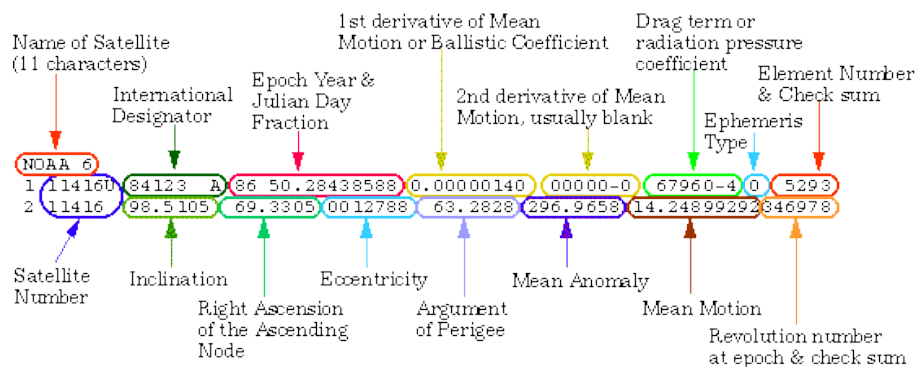 Name of Satellite
(11 characters)
International
Designator
Epoch Year &
Julian Day
Fraction
1st derivative of Mean
Motion or Ballistic Coefficient
2nd derivative of Mean
Motion, usually blank
Drag term or
radiation pressure
coefficient
Ephemeris
Type
Element Number
& Check sum
NOAA 6
1 11416U 84123 A 86 50.28438588 0.00000140 00000-0 67960-4 0 5293
2 11416 98.5105 69.3305 0012788 63.2828 296.9658 14.24899292 346978
Satellite
Number
Inclination
Right Ascension
of the Ascending
Node
Eccentricity
Argument
of Perigee
Mean Anomaly
Mean Motion
Revolution number
at epoch & check sum